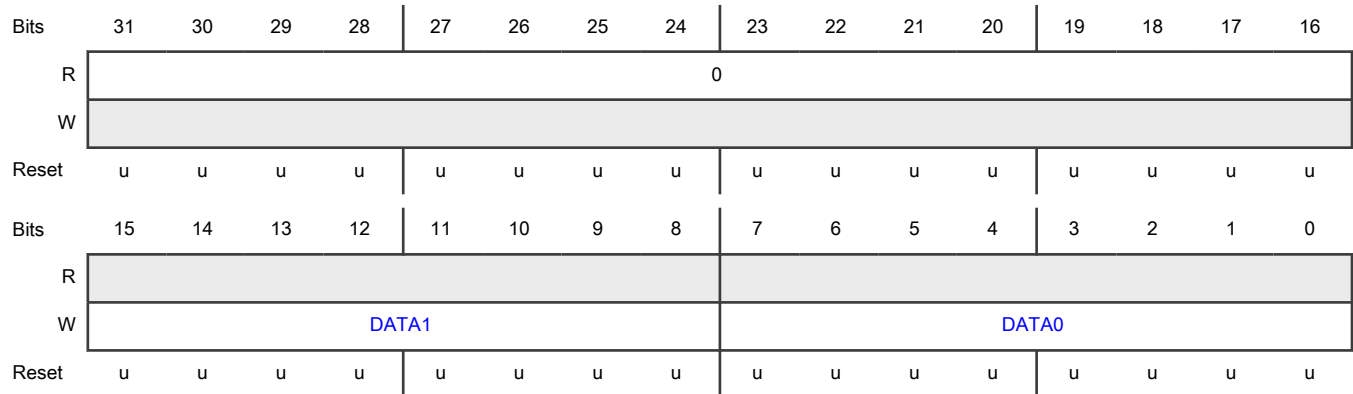 Bits 31 30 29 28 27 26 25 24 23 22 21 20 19 18 17 16
R 0
W
Reset u u u u u u u u u u u u u u u u
Bits 15 14 13 12 11 10 9 8 7 6 5 4 3 2 1 0
R
W DATA1 DATA0
Reset u u u u u u u u u u u u u u u u